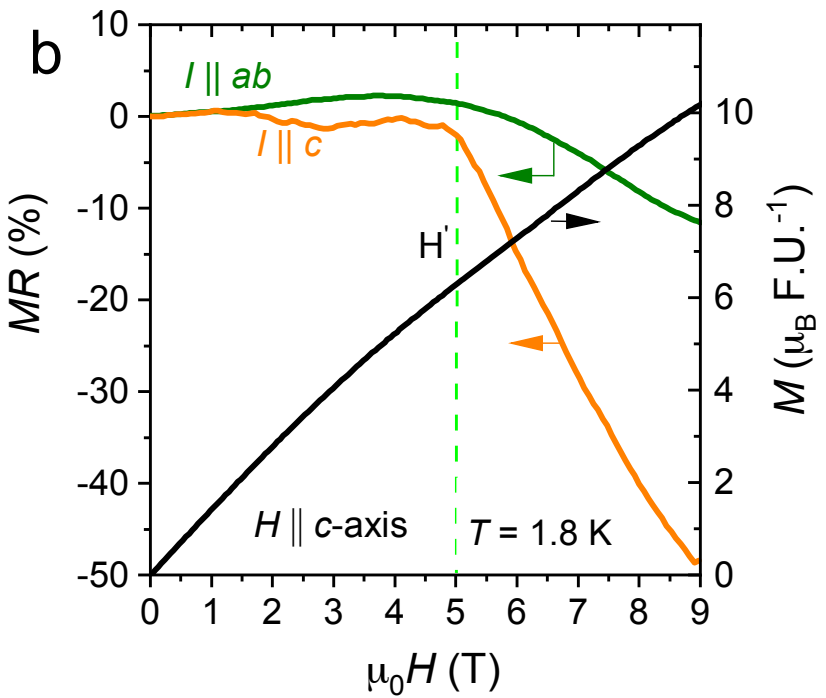 b
I || ab
I || c
H'
H || c-axis
T = 1.8 K
MR (%)
10
0
-10
-20
-30
-40
-50
M (μB F.U.-1)
10
8
6
4
2
0
0 1 2 3 4 5 6 7 8 9
μ0H (T)